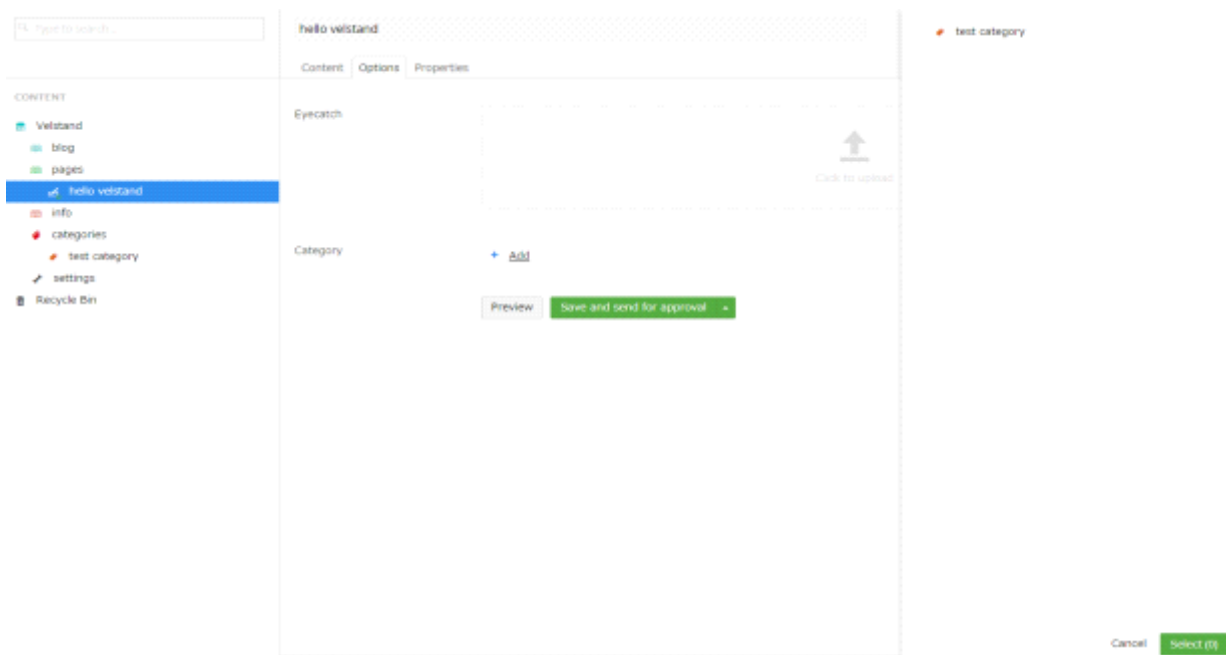 Type to search...
CONTENT
Velstand
blog
pages
hello velstand
info
categories
test category
settings
Recycle Bin
hello velstand
Content Options Properties
Eyecatch
Click to upload
Category
+ Add
Preview Save and send for approval
test category
Cancel Select (0)